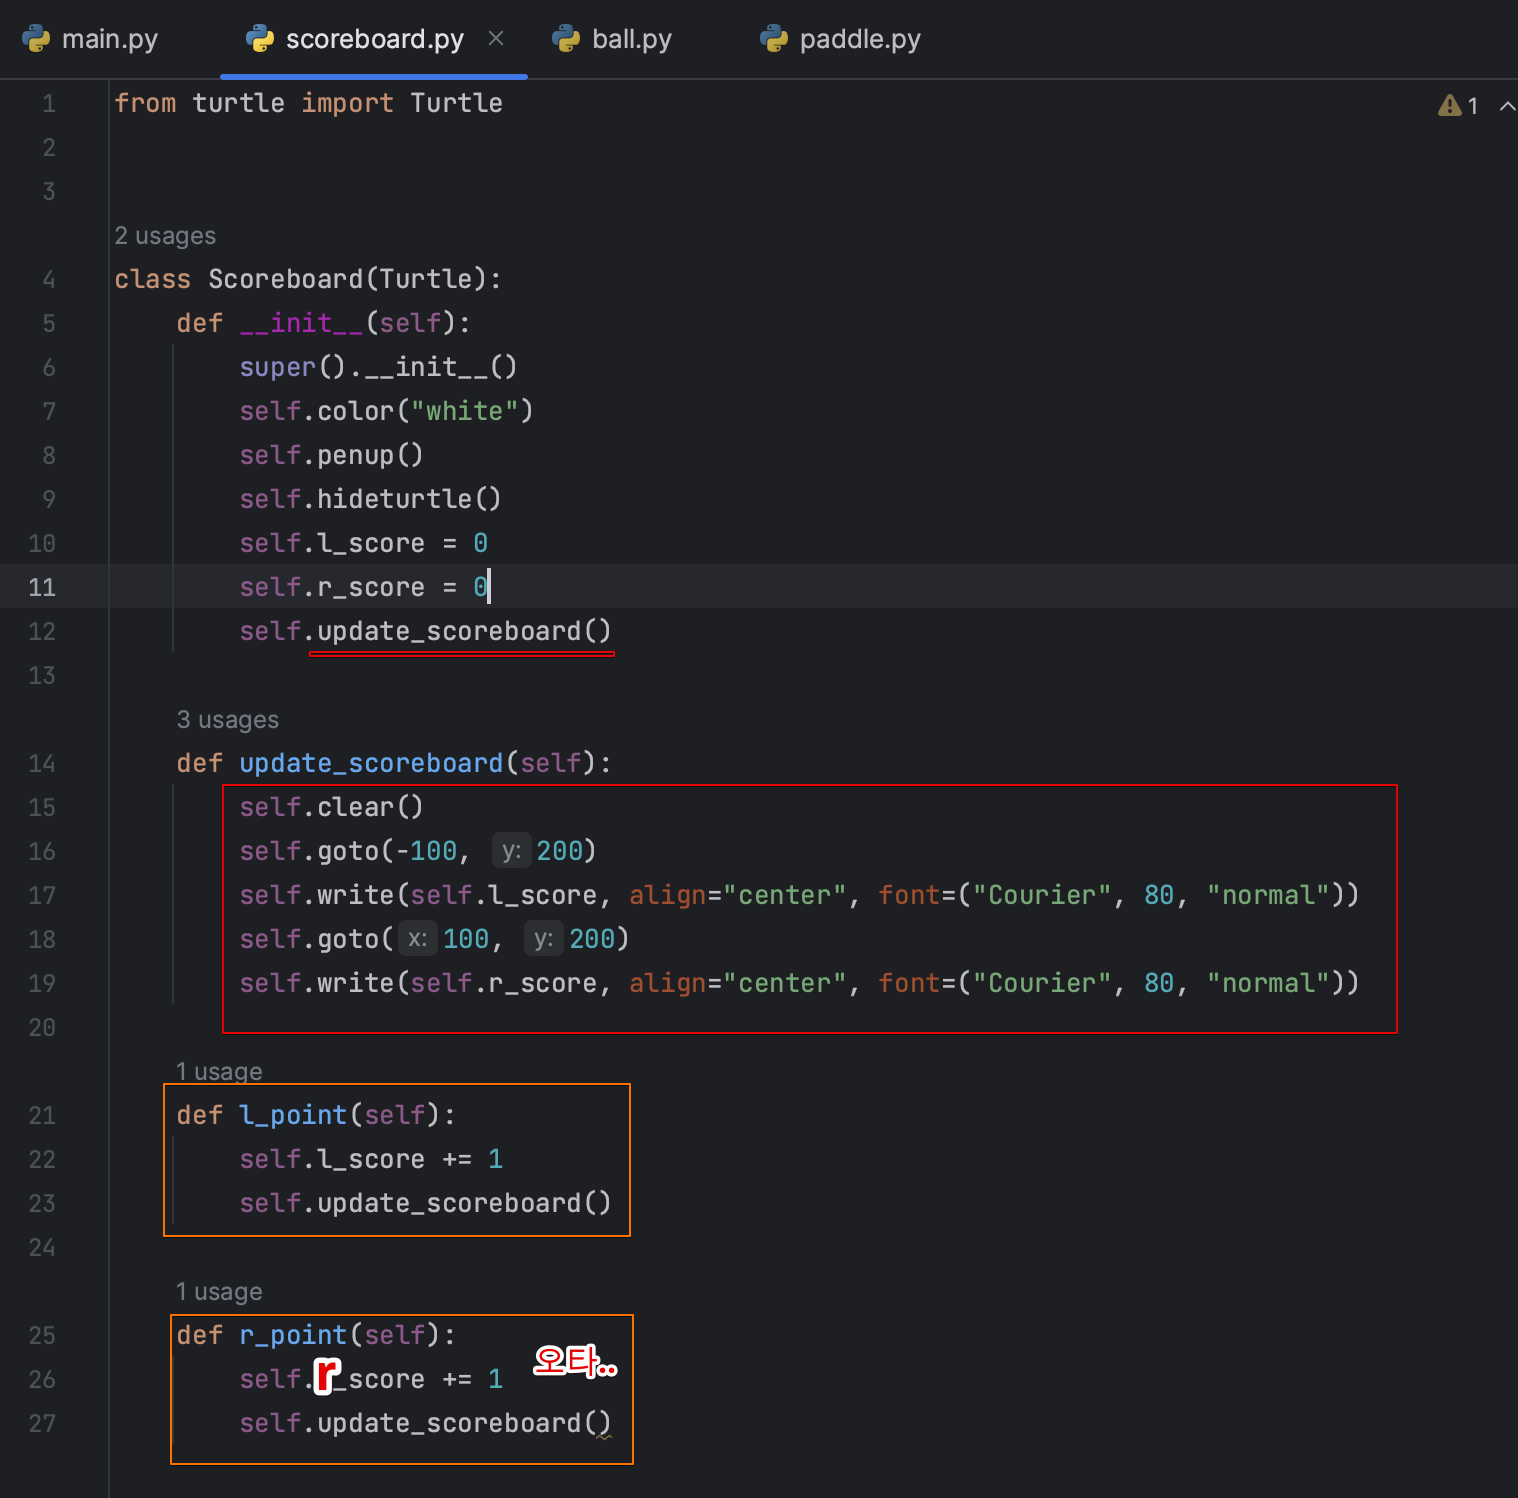 main.py scoreboard.py × ball.py paddle.py
1 from turtle import Turtle
1
2
3
2 usages
4 class Scoreboard(Turtle):
5 def __init__(self):
6 super().__init__()
7 self.color("white")
8 self.penup()
9 self.hideturtle()
10 self.l_score = 0
11 self.r_score = 0
12 self.update_scoreboard()
13
3 usages
14 def update_scoreboard(self):
15 self.clear()
16 self.goto(-100, y: 200)
17 self.write(self.l_score, align="center", font=("Courier", 80, "normal"))
18 self.goto( x: 100, y: 200)
19 self.write(self.r_score, align="center", font=("Courier", 80, "normal"))
20
1 usage
21 def l_point(self):
22 self.l_score += 1
23 self.update_scoreboard()
24
1 usage
25 def r_point(self):
오타..
26 self.r_score += 1
27 self.update_scoreboard()